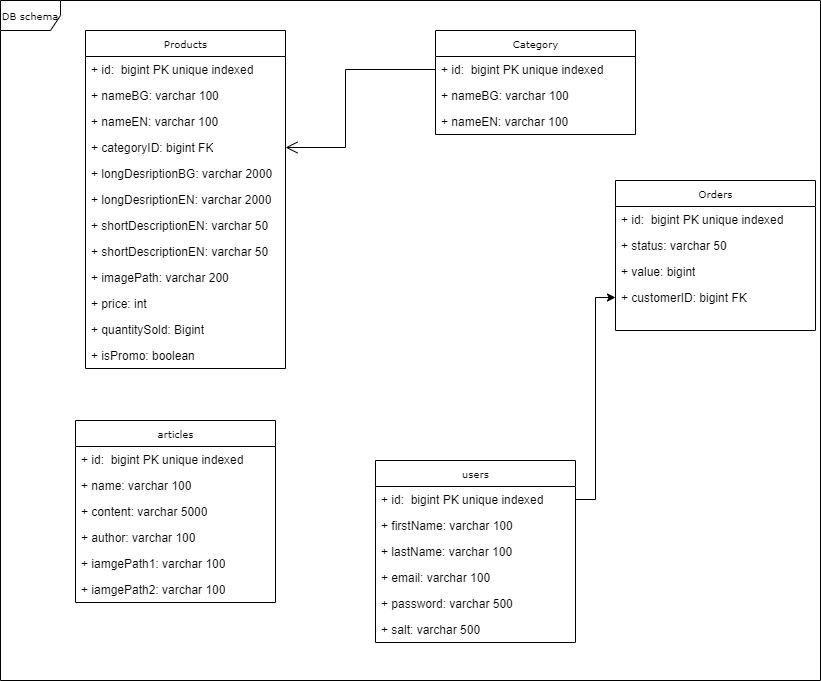 DB schema
Products
+ id:  bigint PK unique indexed
+ nameBG: varchar 100
+ nameEN: varchar 100
+ categoryID: bigint FK
+ longDesriptionBG: varchar 2000
+ longDesriptionEN: varchar 2000
+ shortDescriptionEN: varchar 50
+ shortDescriptionEN: varchar 50
+ imagePath: varchar 200
+ price: int
+ quantitySold: Bigint
+ isPromo: boolean
Category
+ id:  bigint PK unique indexed
+ nameBG: varchar 100
+ nameEN: varchar 100
Orders
+ id:  bigint PK unique indexed
+ status: varchar 50
+ value: bigint
+ customerID: bigint FK
articles
+ id:  bigint PK unique indexed
+ name: varchar 100
+ content: varchar 5000
+ author: varchar 100
+ iamgePath1: varchar 100
+ iamgePath2: varchar 100
users
+ id:  bigint PK unique indexed
+ firstName: varchar 100
+ lastName: varchar 100
+ email: varchar 100
+ password: varchar 500
+ salt: varchar 500